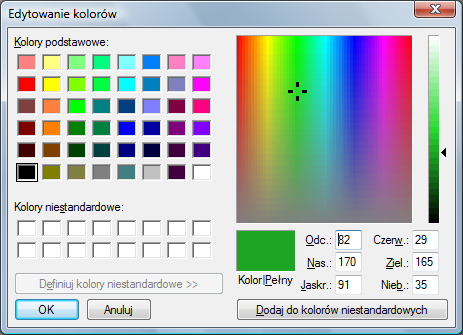 Edytowanie kolorów
Kolory podstawowe:
Kolory niestandardowe:
Definiuj kolory niestandardowe >>
OK
Anuluj
Kolor|Pełny
Odc.: 82
Nas.: 170
Jaskr.: 91
Czerw.: 29
Ziel.: 165
Nieb.: 35
Dodaj do kolorów niestandardowych